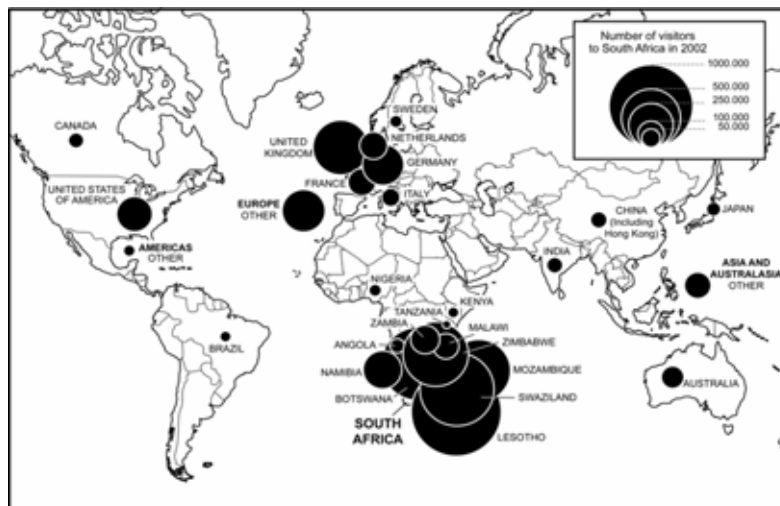 Number of visitors
to South Africa in 2002
1000.000
500.000
250.000
100.000
50.000
CANADA
SWEDEN
UNITED
KINGDOM
NETHERLANDS
GERMANY
FRANCE
ITALY
UNITED STATES
OF AMERICA
EUROPE
OTHER
AMERICAS
OTHER
CHINA
(Including
Hong Kong)
JAPAN
INDIA
ASIA AND
AUSTRALASIA
OTHER
NIGERIA
KENYA
TANZANIA
ZAMBIA
MALAWI
ANGOLA
ZIMBABWE
BRAZIL
NAMIBIA
MOZAMBIQUE
AUSTRALIA
BOTSWANA
SWAZILAND
SOUTH
AFRICA
LESOTHO